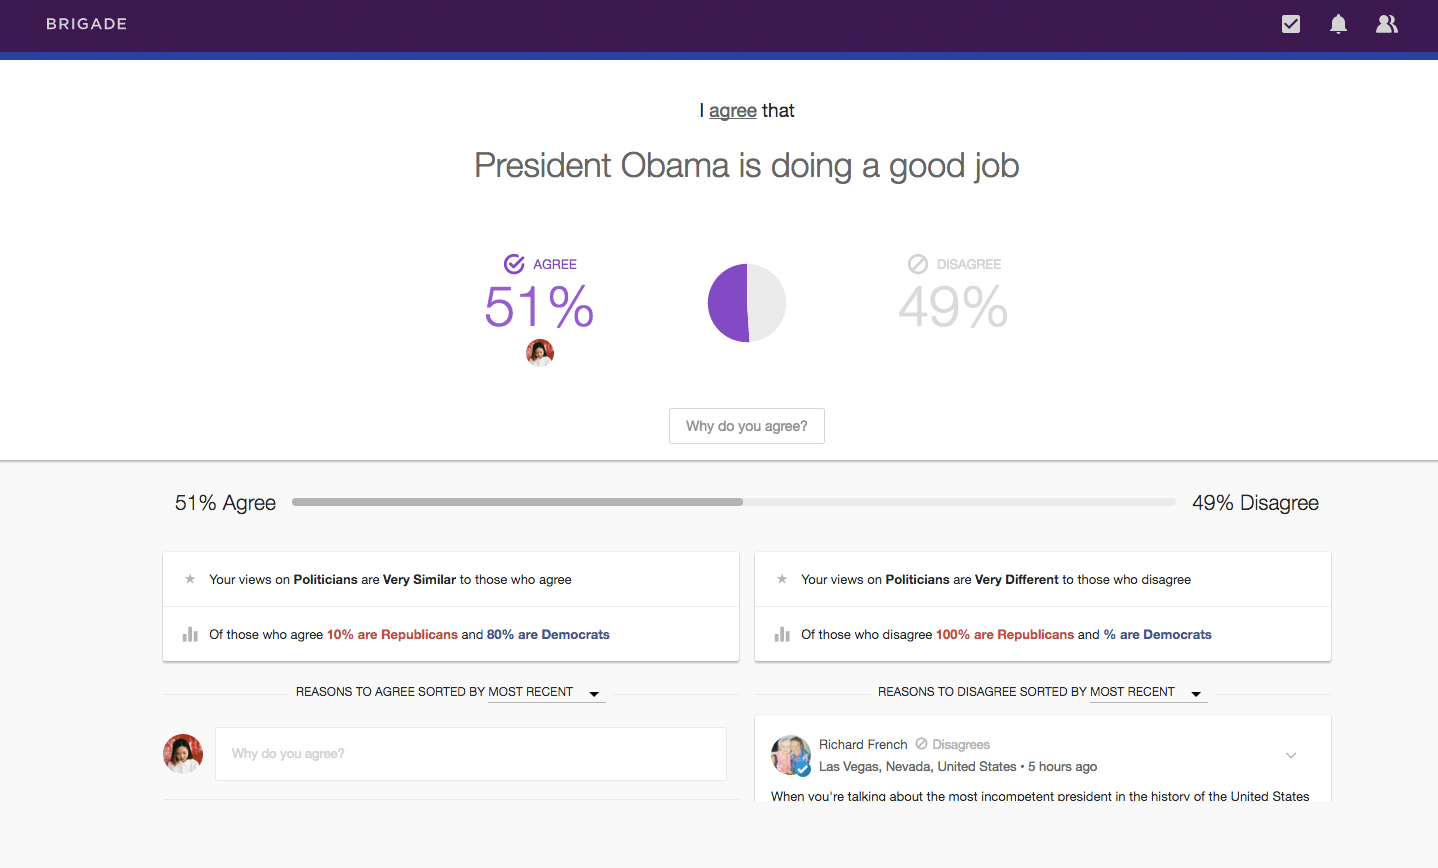 BRIGADE
I agree that
President Obama is doing a good job
AGREE
51%
DISAGREE
49%
Why do you agree?
51% Agree
49% Disagree
Your views on Politicians are Very Similar to those who agree
Of those who agree 10% are Republicans and 80% are Democrats
Your views on Politicians are Very Different to those who disagree
Of those who disagree 100% are Republicans and % are Democrats
REASONS TO AGREE SORTED BY MOST RECENT
Why do you agree?
REASONS TO DISAGREE SORTED BY MOST RECENT
Richard French Disagrees
Las Vegas, Nevada, United States • 5 hours ago
When you're talking about the most incompetent president in the history of the United States